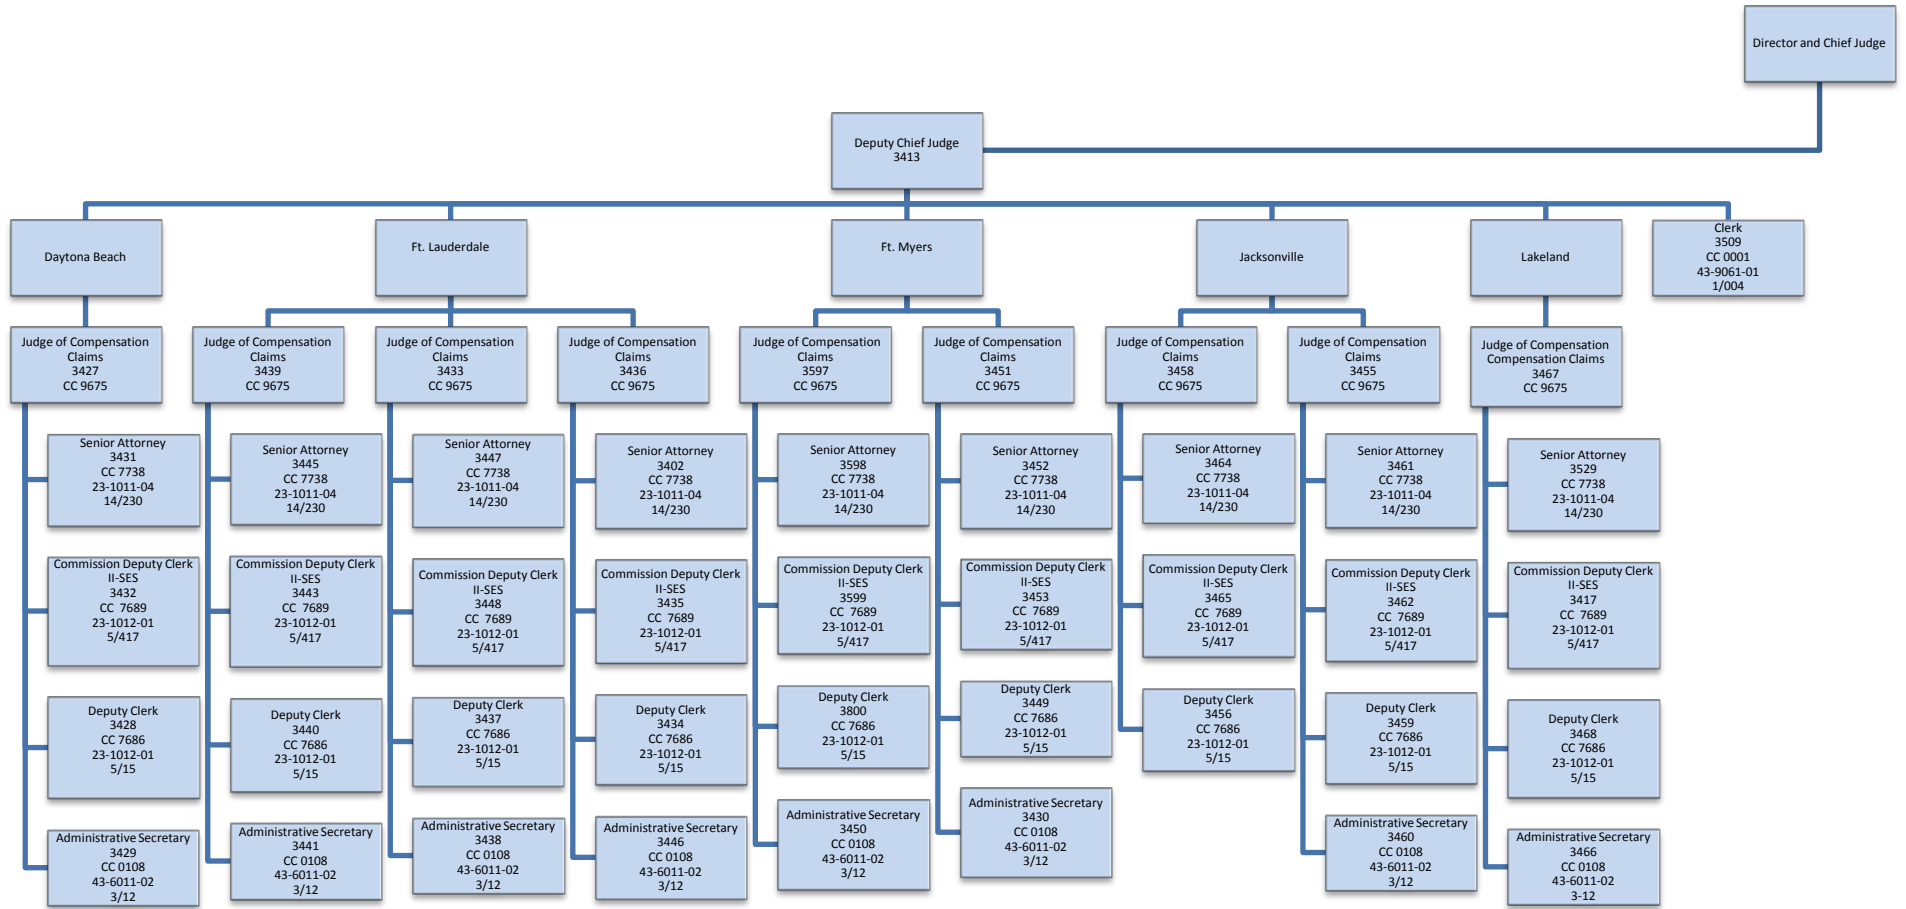 Director and Chief Judge
Deputy Chief Judge
3413
Daytona Beach
Ft. Lauderdale
Ft. Myers
Jacksonville
Lakeland
Clerk
3509
CC 0001
43-9061-01
1/004
Judge of Compensation
Claims
3427
CC 9675
Judge of Compensation
Claims
3439
CC 9675
Judge of Compensation
Claims
3433
CC 9675
Judge of Compensation
Claims
3436
CC 9675
Judge of Compensation
Claims
3597
CC 9675
Judge of Compensation
Claims
3451
CC 9675
Judge of Compensation
Claims
3458
CC 9675
Judge of Compensation
Claims
3455
CC 9675
Judge of Compensation
Compensation Claims
3467
CC 9675
Senior Attorney
3431
CC 7738
23-1011-04
14/230
Senior Attorney
3445
CC 7738
23-1011-04
14/230
Senior Attorney
3447
CC 7738
23-1011-04
14/230
Senior Attorney
3402
CC 7738
23-1011-04
14/230
Senior Attorney
3598
CC 7738
23-1011-04
14/230
Senior Attorney
3452
CC 7738
23-1011-04
14/230
Senior Attorney
3464
CC 7738
23-1011-04
14/230
Senior Attorney
3461
CC 7738
23-1011-04
14/230
Senior Attorney
3529
CC 7738
23-1011-04
14/230
Commission Deputy Clerk
II-SES
3432
CC 7689
23-1012-01
5/417
Commission Deputy Clerk
II-SES
3443
CC 7689
23-1012-01
5/417
Commission Deputy Clerk
II-SES
3448
CC 7689
23-1012-01
5/417
Commission Deputy Clerk
II-SES
3435
CC 7689
23-1012-01
5/417
Commission Deputy Clerk
II-SES
3599
CC 7689
23-1012-01
5/417
Commission Deputy Clerk
II-SES
3453
CC 7689
23-1012-01
5/417
Commission Deputy Clerk
II-SES
3465
CC 7689
23-1012-01
5/417
Commission Deputy Clerk
II-SES
3462
CC 7689
23-1012-01
5/417
Commission Deputy Clerk
II-SES
3417
CC 7689
23-1012-01
5/417
Deputy Clerk
3428
CC 7686
23-1012-01
5/15
Deputy Clerk
3440
CC 7686
23-1012-01
5/15
Deputy Clerk
3437
CC 7686
23-1012-01
5/15
Deputy Clerk
3434
CC 7686
23-1012-01
5/15
Deputy Clerk
3800
CC 7686
23-1012-01
5/15
Deputy Clerk
3449
CC 7686
23-1012-01
5/15
Deputy Clerk
3456
CC 7686
23-1012-01
5/15
Deputy Clerk
3459
CC 7686
23-1012-01
5/15
Deputy Clerk
3468
CC 7686
23-1012-01
5/15
Administrative Secretary
3429
CC 0108
43-6011-02
3/12
Administrative Secretary
3441
CC 0108
43-6011-02
3/12
Administrative Secretary
3438
CC 0108
43-6011-02
3/12
Administrative Secretary
3446
CC 0108
43-6011-02
3/12
Administrative Secretary
3450
CC 0108
43-6011-02
3/12
Administrative Secretary
3430
CC 0108
43-6011-02
3/12
Administrative Secretary
3460
CC 0108
43-6011-02
3/12
Administrative Secretary
3466
CC 0108
43-6011-02
3-12